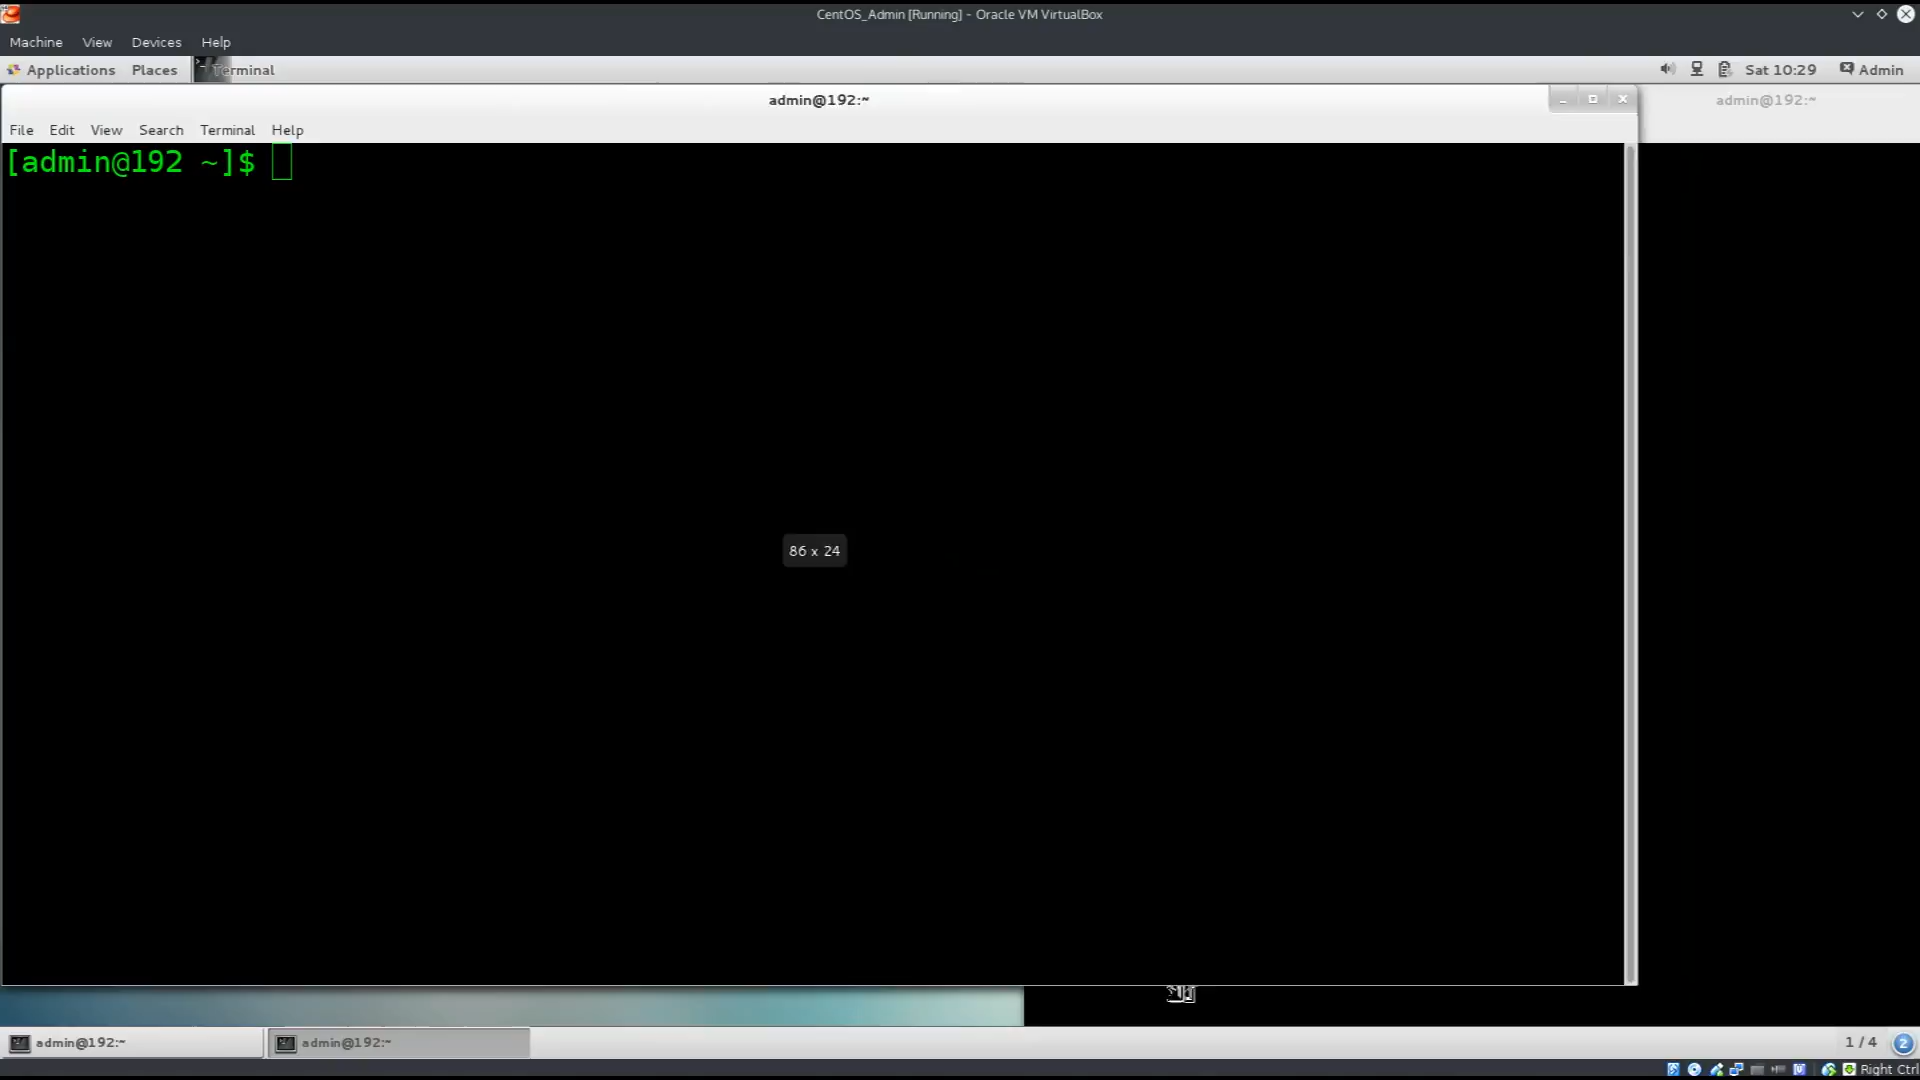 CentOS_Admin [Running] - Oracle VM VirtualBox
Machine View Devices Help
Applications Places Terminal Sat 10:29 Admin
admin@192:~ admin@192:~
File Edit View Search Terminal Help
[admin@192 ~]$
86 x 24
admin@192:~ admin@192:~ 1 / 4 2
Right Ctrl